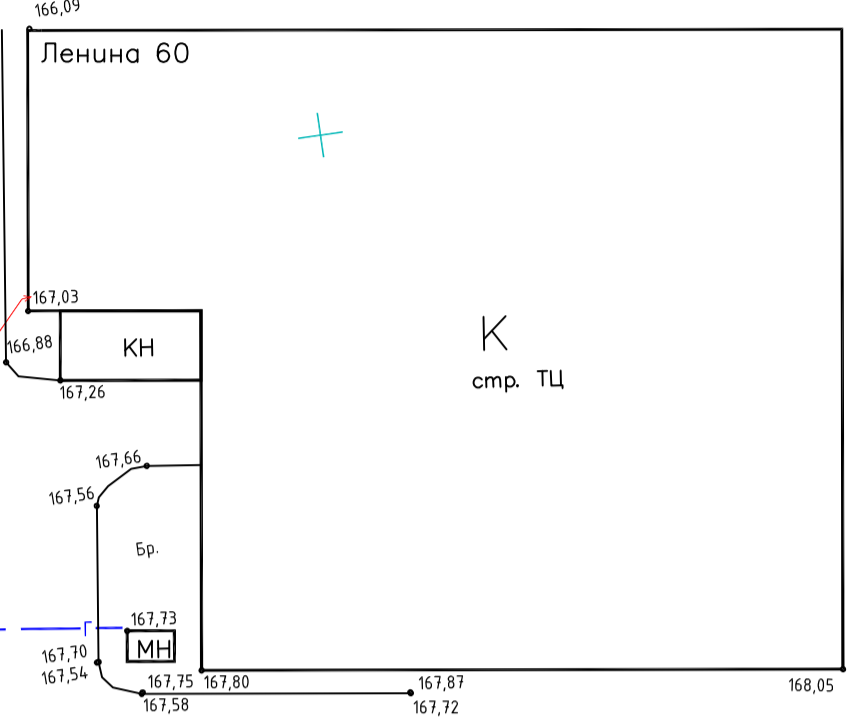 166,09
Ленина 60
167,03
166,88
КН
К
стр. ТЦ
167,26
167,66
167,56
Бр.
167,73
Г
МН
167,70
167,54
167,75 167,80
167,87
168,05
167,58
167,72